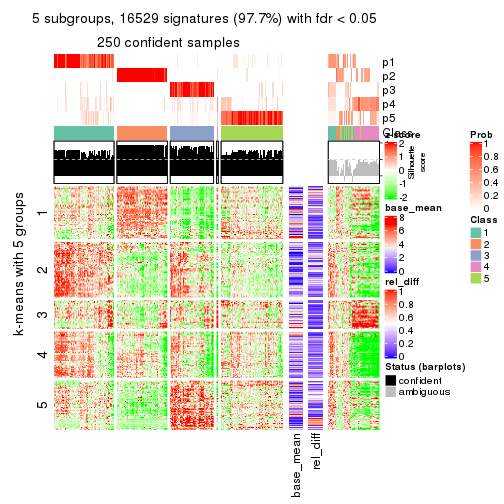 5 subgroups, 16529 signatures (97.7%) with fdr < 0.05
250 confident samples
p1
p2
p3
p4
p5
Class
z-score
2
1
0
-1
-2
Silhouette
score
Prob
1
0.8
0.6
0.4
0.2
0
base_mean
8
6
4
2
0
Class
1
2
3
4
5
rel_diff
1
0.8
0.6
0.4
0.2
0
Status (barplots)
confident
ambiguous
k-means with 5 groups
1
2
3
4
5
base_mean
rel_diff